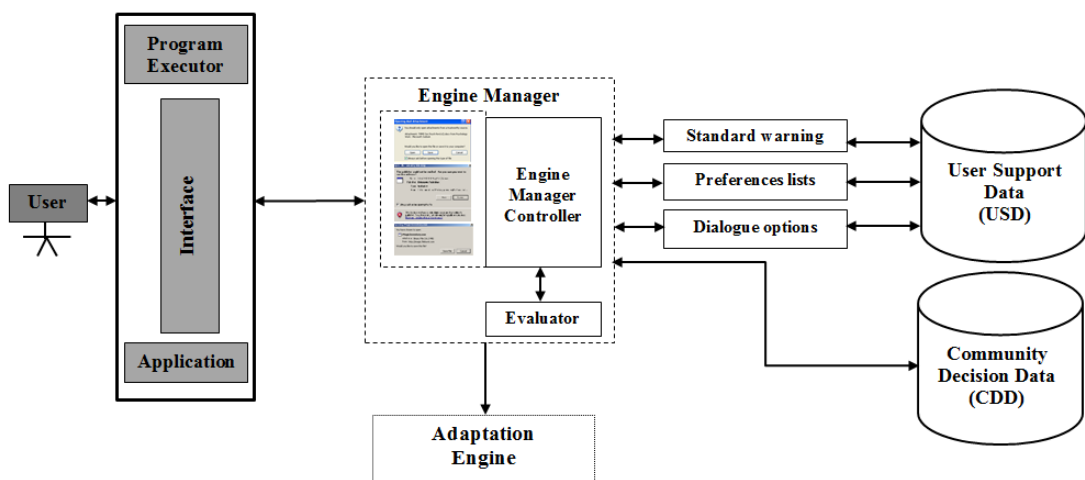 Program
Executor
Interface
Application
User
Engine Manager
Engine
Manager
Controller
Evaluator
Adaptation
Engine
Standard warning
Preferences lists
Dialogue options
User Support
Data
(USD)
Community
Decision Data
(CDD)